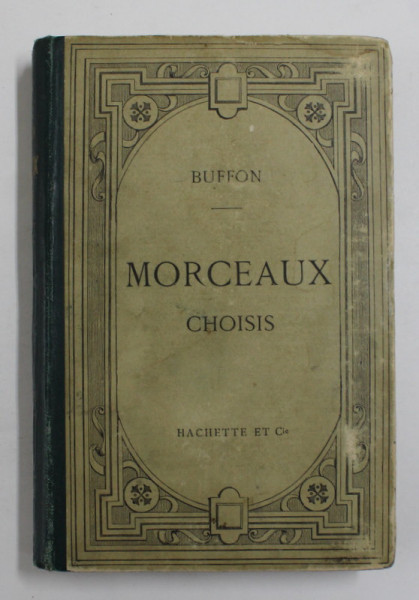 BUFFON
MORCEAUX
CHOISIS
HACHETTE ET Cie